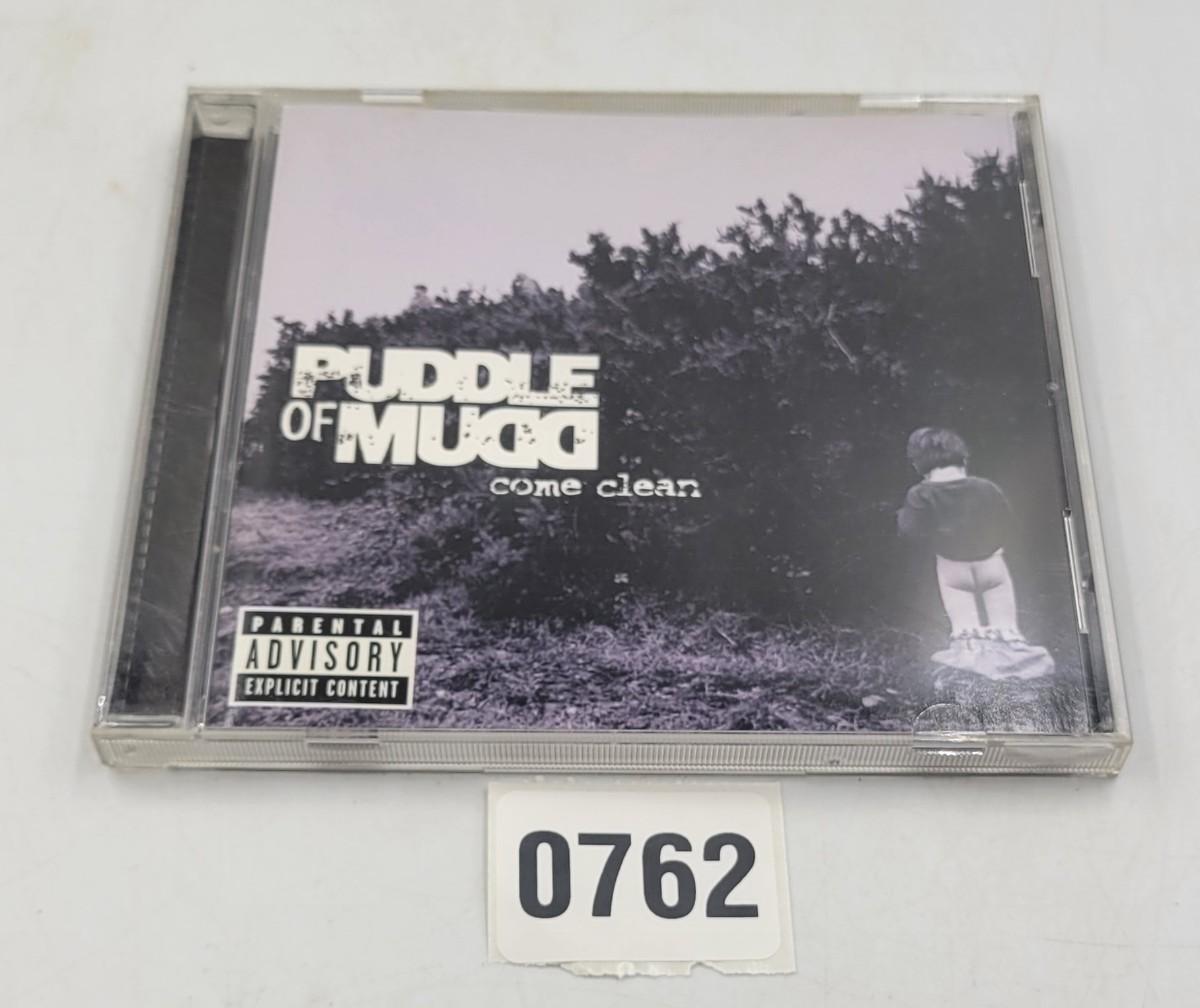 PUDDLE
OF MUDD
come clean
PARENTAL
ADVISORY
EXPLICIT CONTENT
0762